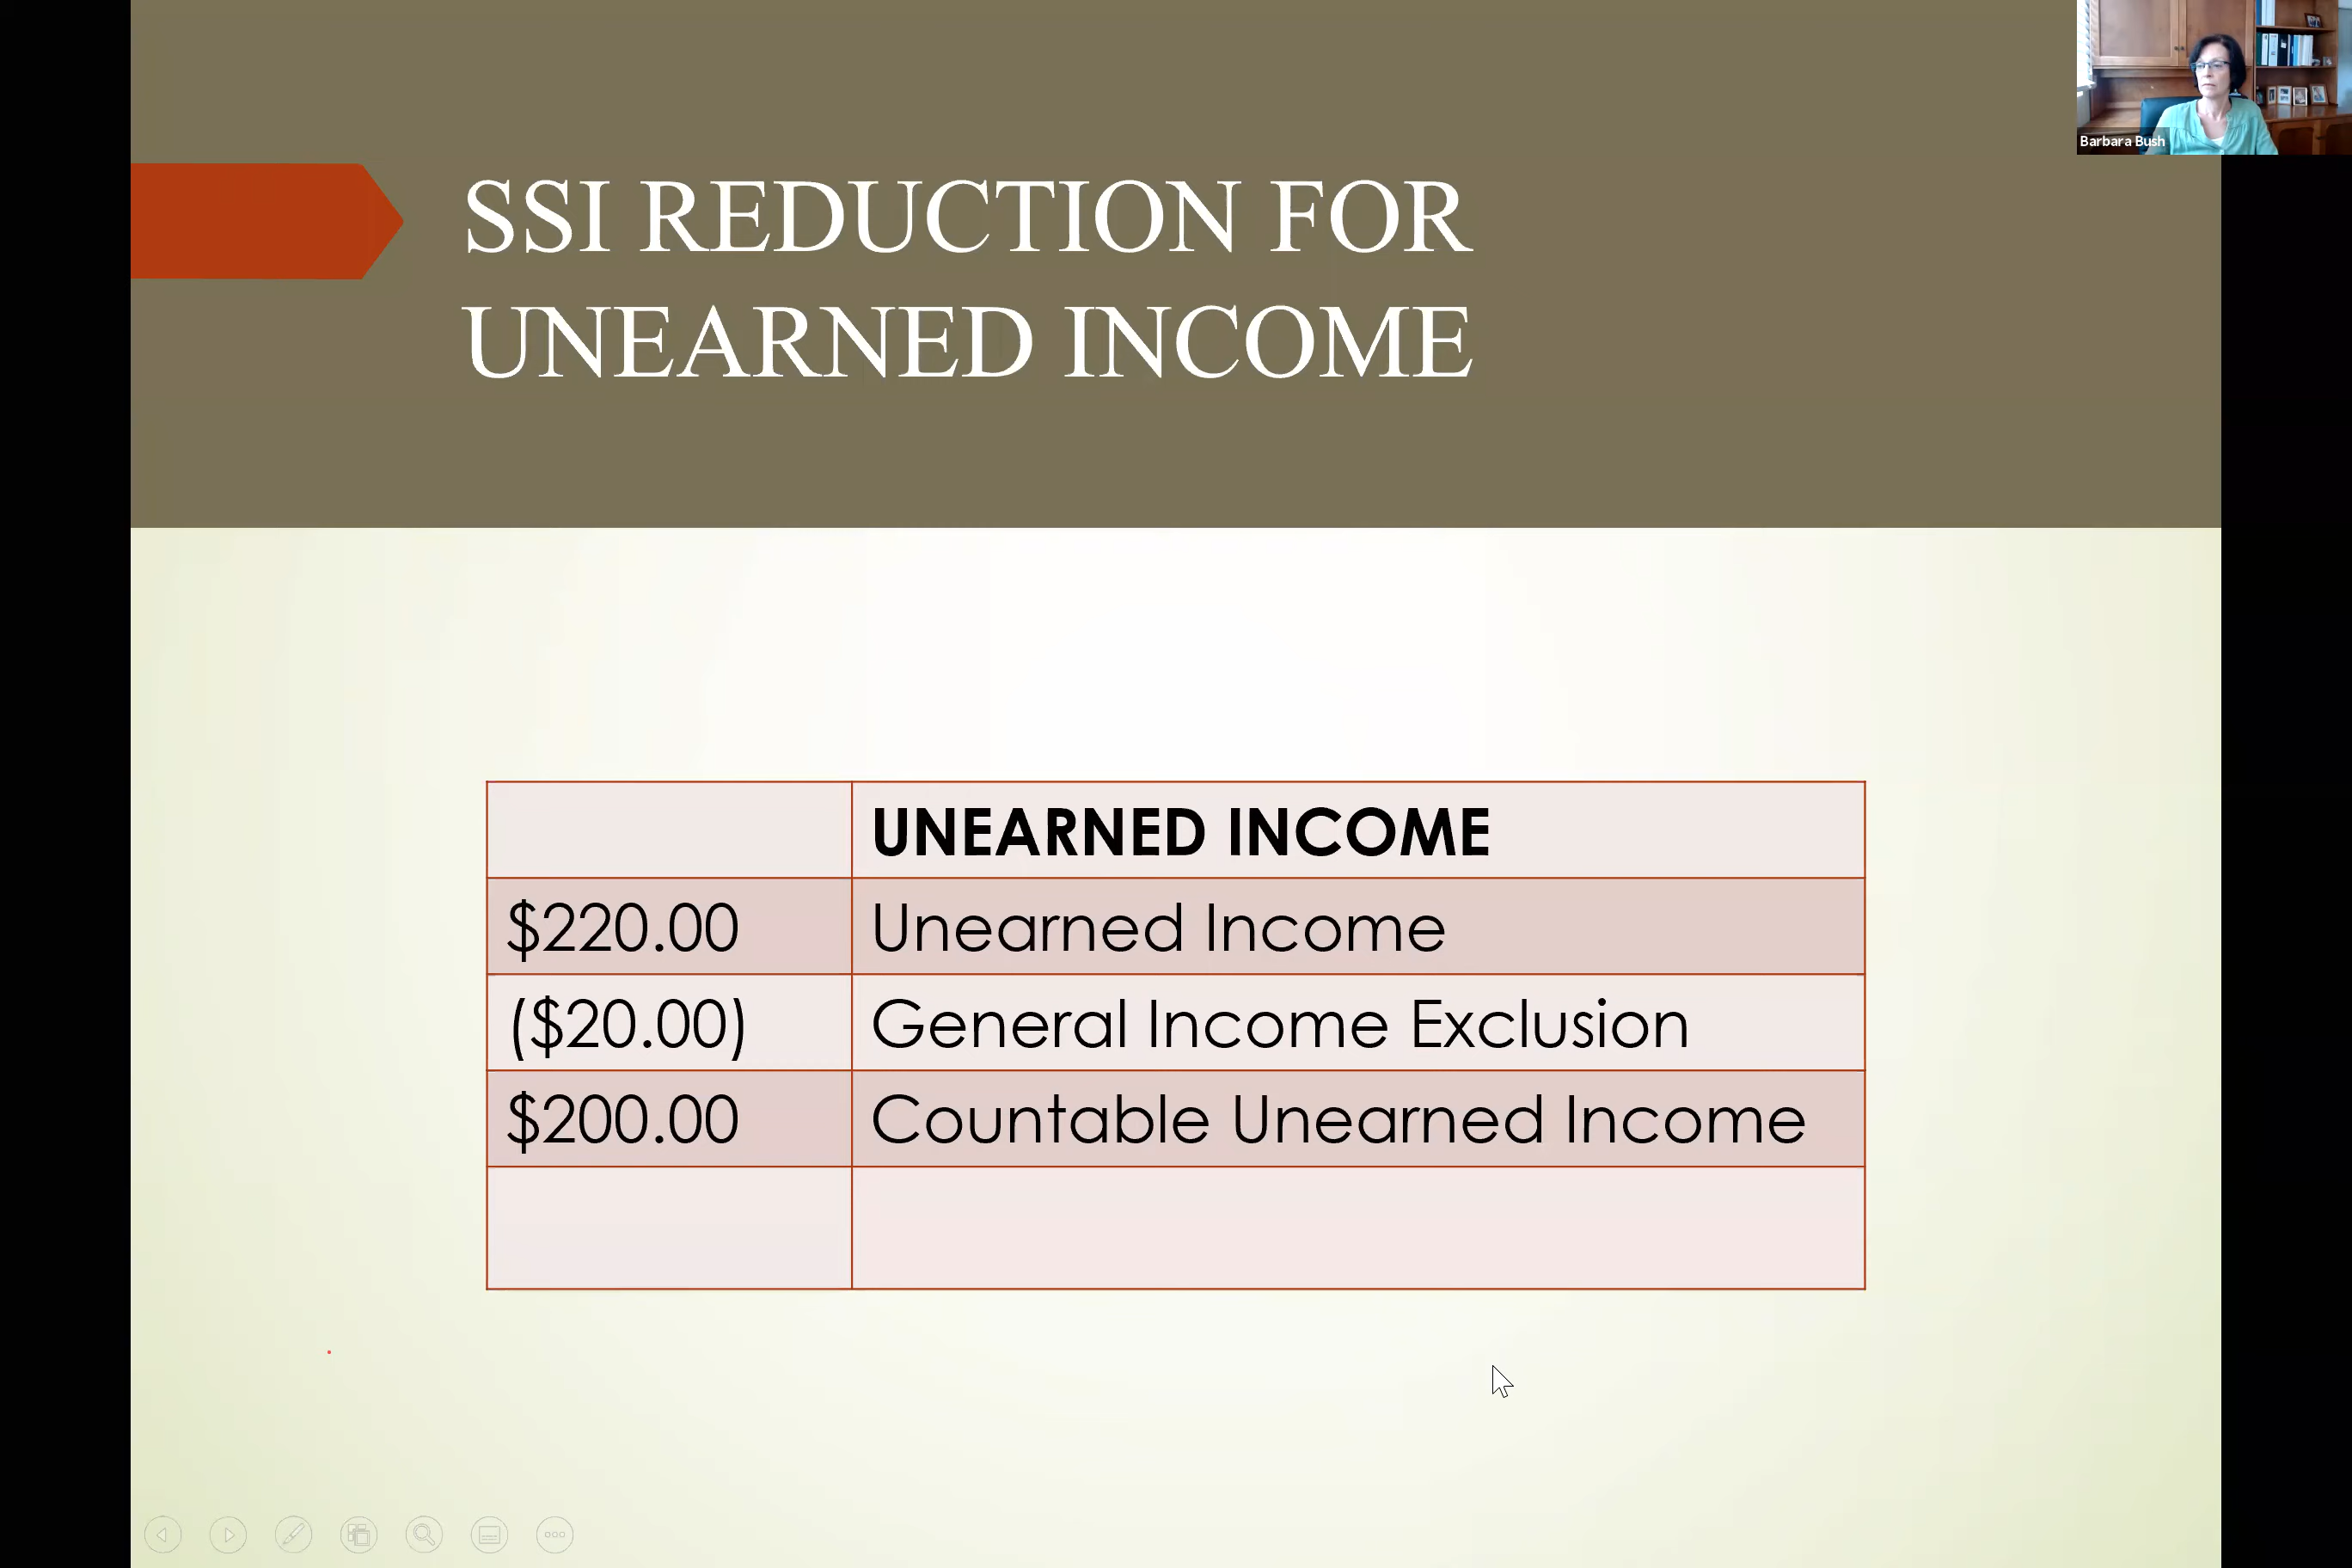 Barbara Bush
SSI REDUCTION FOR
UNEARNED INCOME
UNEARNED INCOME
$220.00 Unearned Income
($20.00) General Income Exclusion
$200.00 Countable Unearned Income